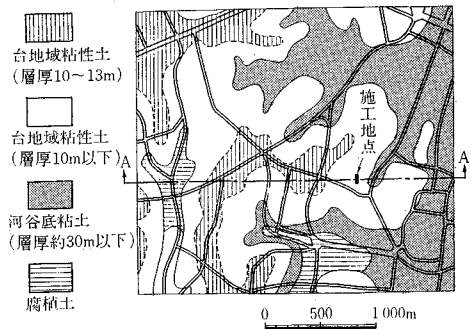 台地域粘性土
(層厚10~13m)
台地域粘性土
(層厚10m以下)
河谷底粘土
(層厚約30m以下)
腐植土
施工地点
A
A
0 500 1000m